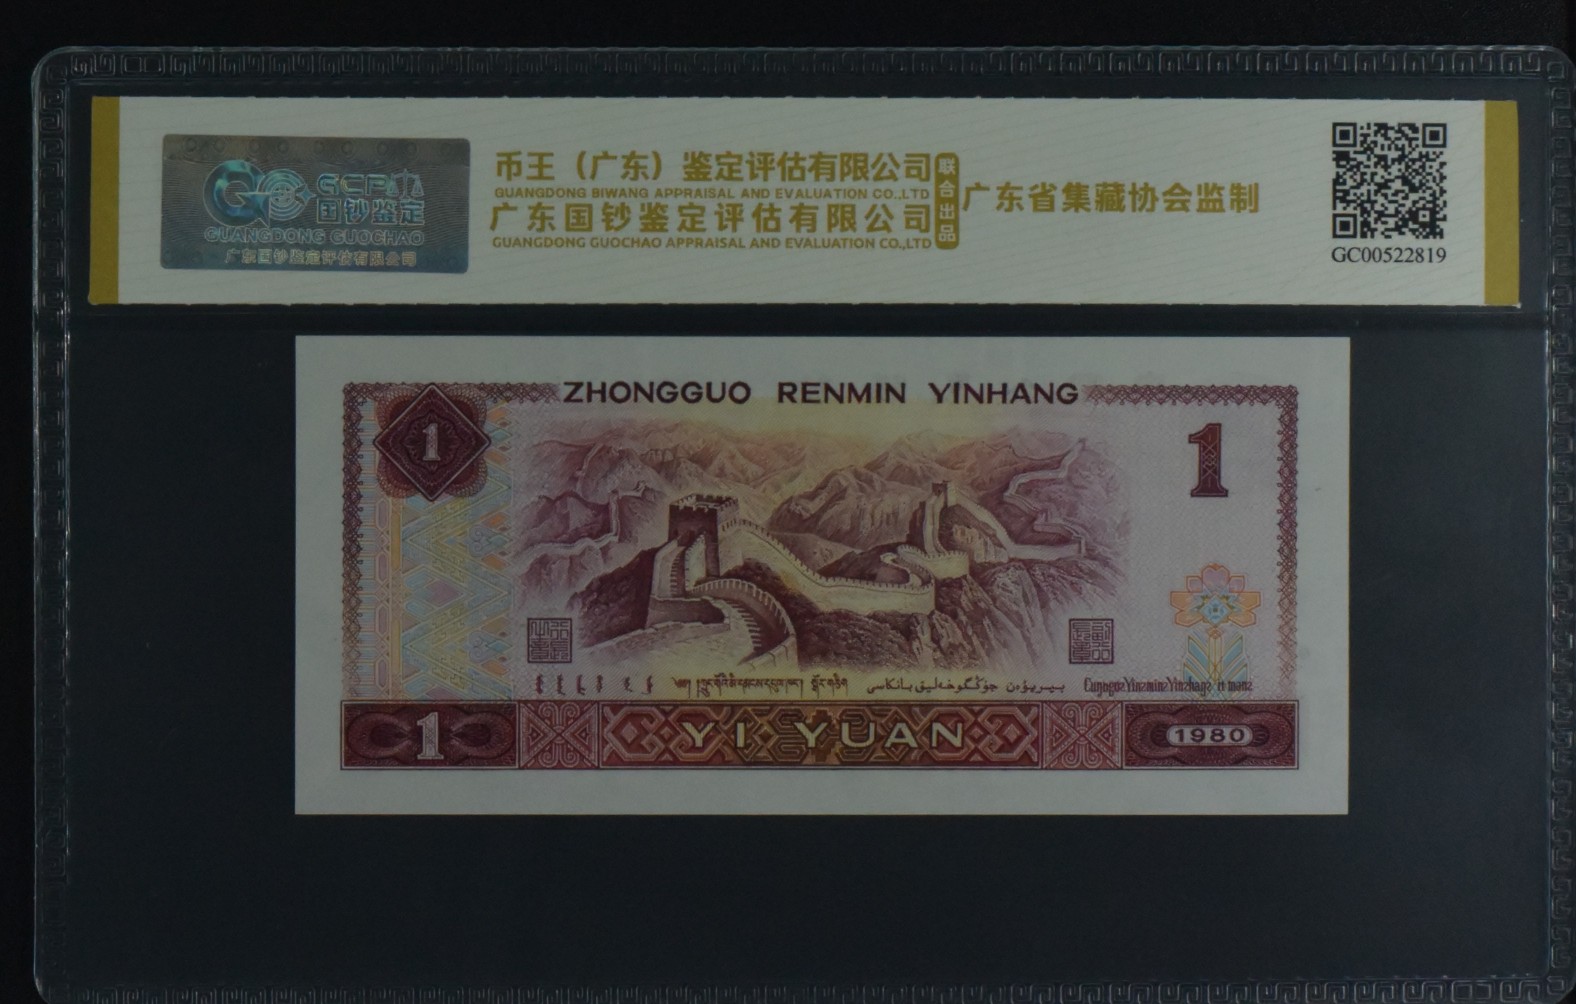 GCPA
国钞鉴定
GUANGDONG GUOCHAO
广东国钞鉴定评估有限公司
币王（广东）鉴定评估有限公司
GUANGDONG BIWANG APPRAISAL AND EVALUATION CO.,LTD
广东国钞鉴定评估有限公司
GUANGDONG GUOCHAO APPRAISAL AND EVALUATION CO.,LTD
联合出品
广东省集藏协会监制
GC00522819
ZHONGGUO RENMIN YINHANG
1
1
1 YI YUAN 1980